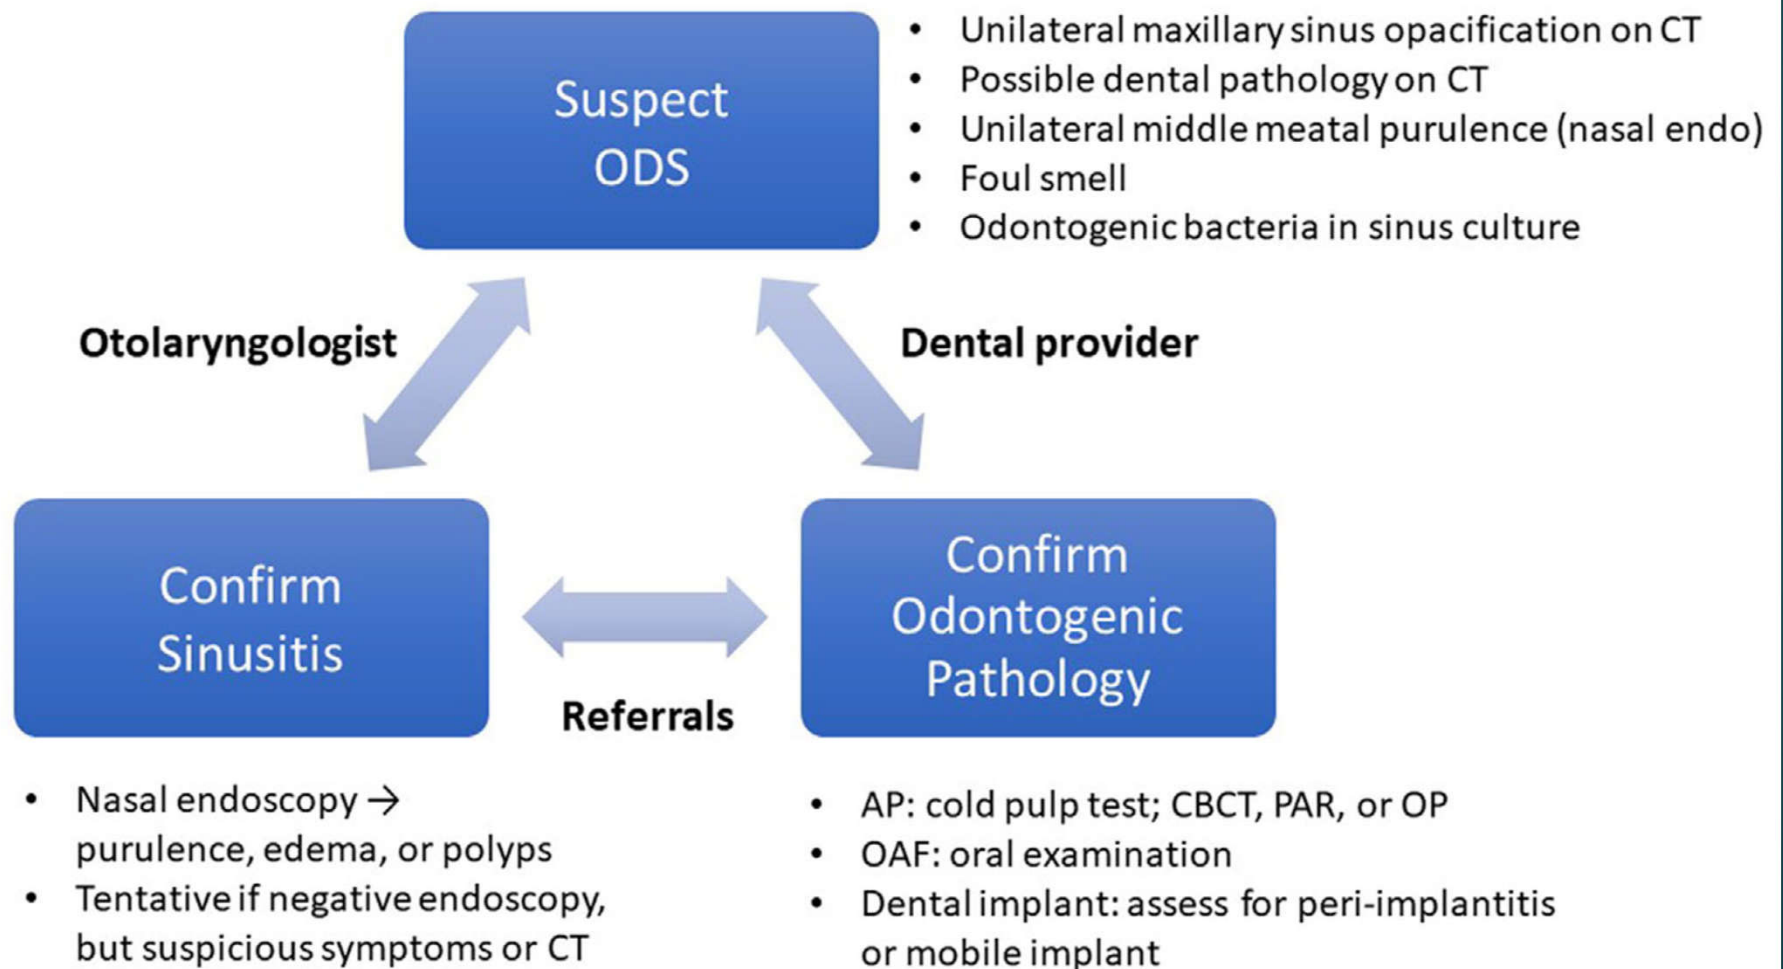 Suspect
ODS
• Unilateral maxillary sinus opacification on CT
• Possible dental pathology on CT
• Unilateral middle meatal purulence (nasal endo)
• Foul smell
• Odontogenic bacteria in sinus culture
Otolaryngologist
Dental provider
Confirm
Sinusitis
Referrals
Confirm
Odontogenic
Pathology
• Nasal endoscopy →
purulence, edema, or polyps
• Tentative if negative endoscopy,
but suspicious symptoms or CT
• AP: cold pulp test; CBCT, PAR, or OP
• OAF: oral examination
• Dental implant: assess for peri-implantitis
or mobile implant